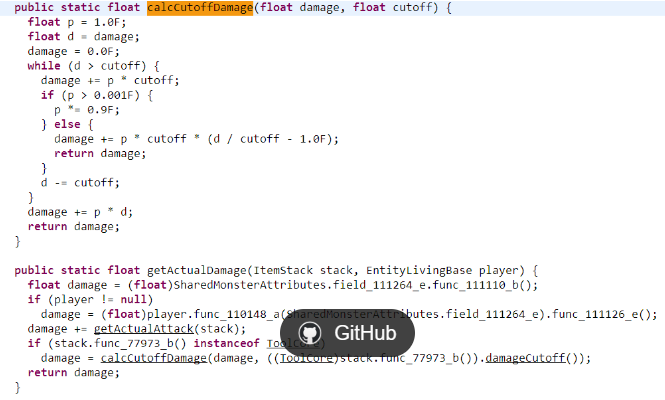 public static float calcCutoffDamage(float damage, float cutoff) {
  float p = 1.0F;
  float d = damage;
  damage = 0.0F;
  while (d > cutoff) {
    damage += p * cutoff;
    if (p > 0.001F) {
      p *= 0.9F;
    } else {
      damage += p * cutoff * (d / cutoff - 1.0F);
      return damage;
    }
    d -= cutoff;
  }
  damage += p * d;
  return damage;
}
public static float getActualDamage(ItemStack stack, EntityLivingBase player) {
  float damage = (float)SharedMonsterAttributes.field_111264_e.func_111110_b();
  if (player != null)
    damage = (float)player.func_110148_a(SharedMonsterAttributes.field_111264_e).func_111126_e();
  damage += getActualAttack(stack);
  if (stack.func_77973_b() instanceof ToolCore)
    damage = calcCutoffDamage(damage, ((ToolCore)stack.func_77973_b()).damageCutoff());
  return damage;
}
GitHub